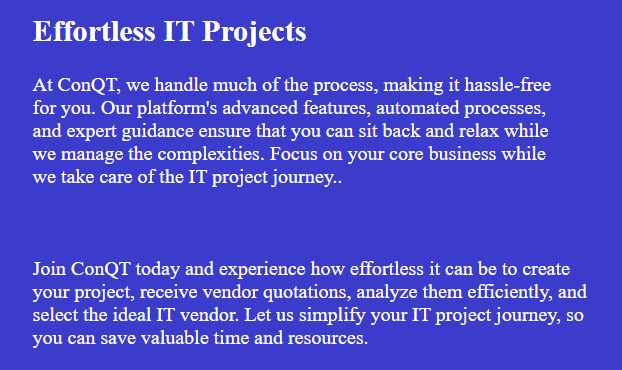 Effortless IT Projects
At ConQT, we handle much of the process, making it hassle-free
for you. Our platform's advanced features, automated processes,
and expert guidance ensure that you can sit back and relax while
we manage the complexities. Focus on your core business while
we take care of the IT project journey..
Join ConQT today and experience how effortless it can be to create
your project, receive vendor quotations, analyze them efficiently, and
select the ideal IT vendor. Let us simplify your IT project journey, so
you can save valuable time and resources.